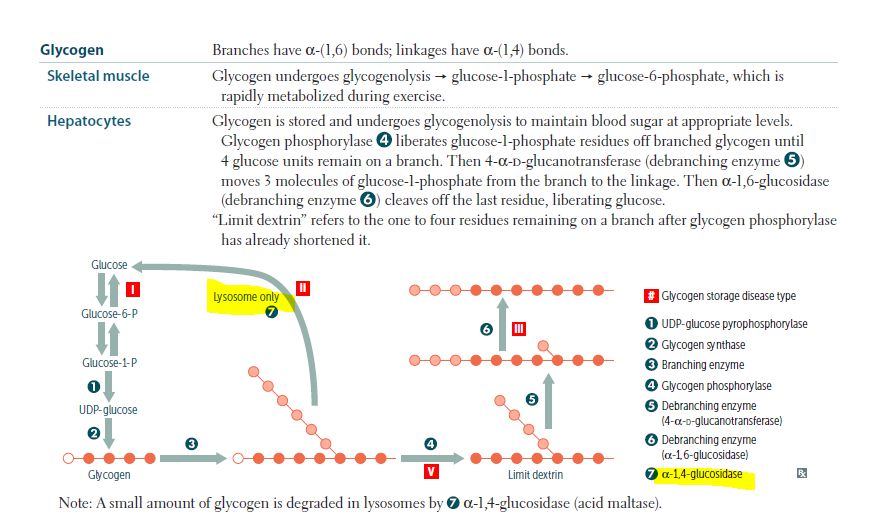 Glycogen Branches have α-(1,6) bonds; linkages have α-(1,4) bonds.
Skeletal muscle Glycogen undergoes glycogenolysis → glucose-1-phosphate → glucose-6-phosphate, which is
rapidly metabolized during exercise.
Hepatocytes Glycogen is stored and undergoes glycogenolysis to maintain blood sugar at appropriate levels.
Glycogen phosphorylase ❹ liberates glucose-1-phosphate residues off branched glycogen until
4 glucose units remain on a branch. Then 4-α-D-glucanotransferase (debranching enzyme ❺)
moves 3 molecules of glucose-1-phosphate from the branch to the linkage. Then α-1,6-glucosidase
(debranching enzyme ❻) cleaves off the last residue, liberating glucose.
“Limit dextrin” refers to the one to four residues remaining on a branch after glycogen phosphorylase
has already shortened it.
Glucose
I
Glucose-6-P
Glucose-1-P
❶
UDP-glucose
❷
Glycogen
❸
Lysosome only
❼
II
❹
V
Limit dextrin
❺
❻
III
# Glycogen storage disease type
❶ UDP-glucose pyrophosphorylase
❷ Glycogen synthase
❸ Branching enzyme
❹ Glycogen phosphorylase
❺ Debranching enzyme
(4-α-D-glucanotransferase)
❻ Debranching enzyme
(α-1,6-glucosidase)
❼ α-1,4-glucosidase
℞
Note: A small amount of glycogen is degraded in lysosomes by ❼ α-1,4-glucosidase (acid maltase).